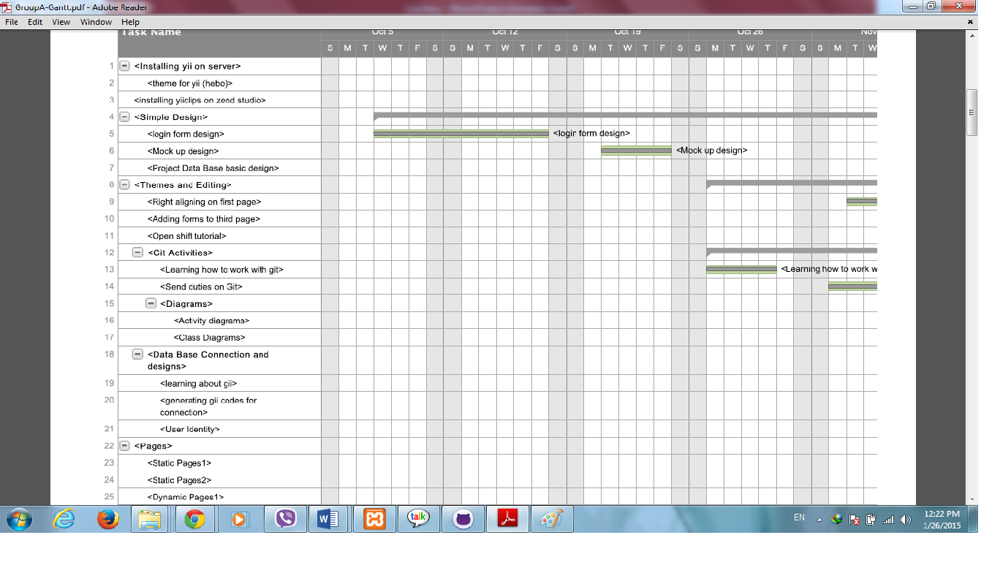 GroupA-Gantt.pdf - Adobe Reader
File Edit View Window Help
Task Name Oct 5 Oct 12 Oct 19 Oct 26 Nov
S M T W T F S S M T W T F S S M T W T F S S M T W T F S S M T W
1 <Installing yii on server>
2 <theme for yii (hebo)>
3 <installing yiiclips on zend studio>
4 <Simple Design>
5 <login form design> <login form design>
6 <Mock up design> <Mock up design>
7 <Project Data Base basic design>
8 <Themes and Editing>
9 <Right aligning on first page>
10 <Adding forms to third page>
11 <Open shift tutorial>
12 <Git Activities>
13 <Learning how to work with git> <Learning how to work w
14 <Send duties on Git>
15 <Diagrams>
16 <Activity diagrams>
17 <Class Diagrams>
18 <Data Base Connection and
designs>
19 <learning about gii>
20 <generating gii codes for
connection>
21 <User Identity>
22 <Pages>
23 <Static Pages1>
24 <Static Pages2>
25 <Dynamic Pages1>
talk
EN
12:22 PM
1/26/2015